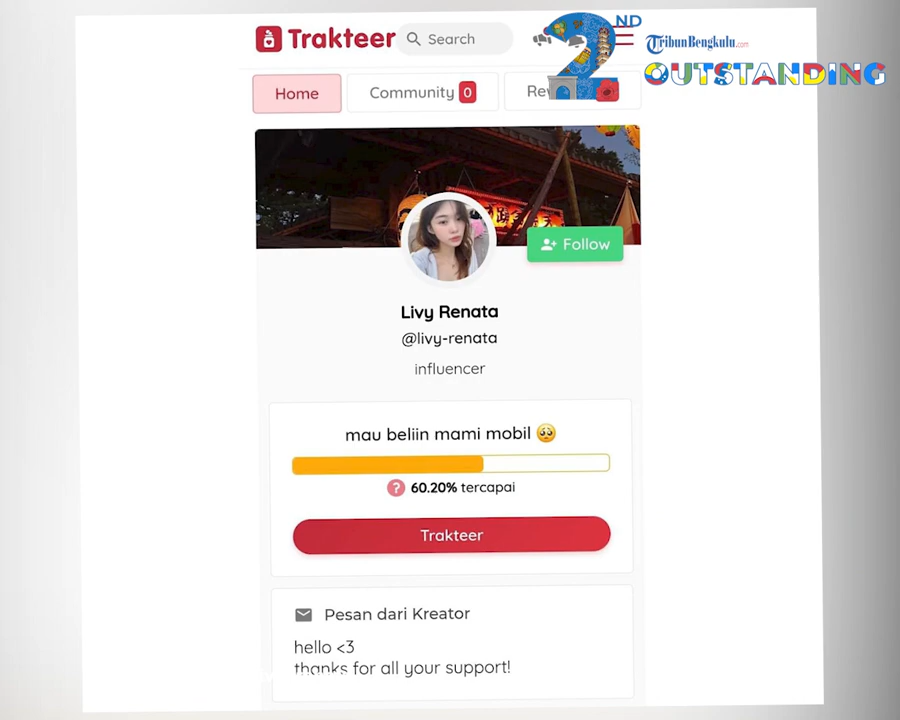 Trakteer
Search
2ND
TribunBengkulu.com
OUTSTANDING
Home
Community 0
Re
Follow
Livy Renata
@livy-renata
influencer
mau beliin mami mobil 🥺
? 60.20% tercapai
Trakteer
Pesan dari Kreator
hello <3
thanks for all your support!